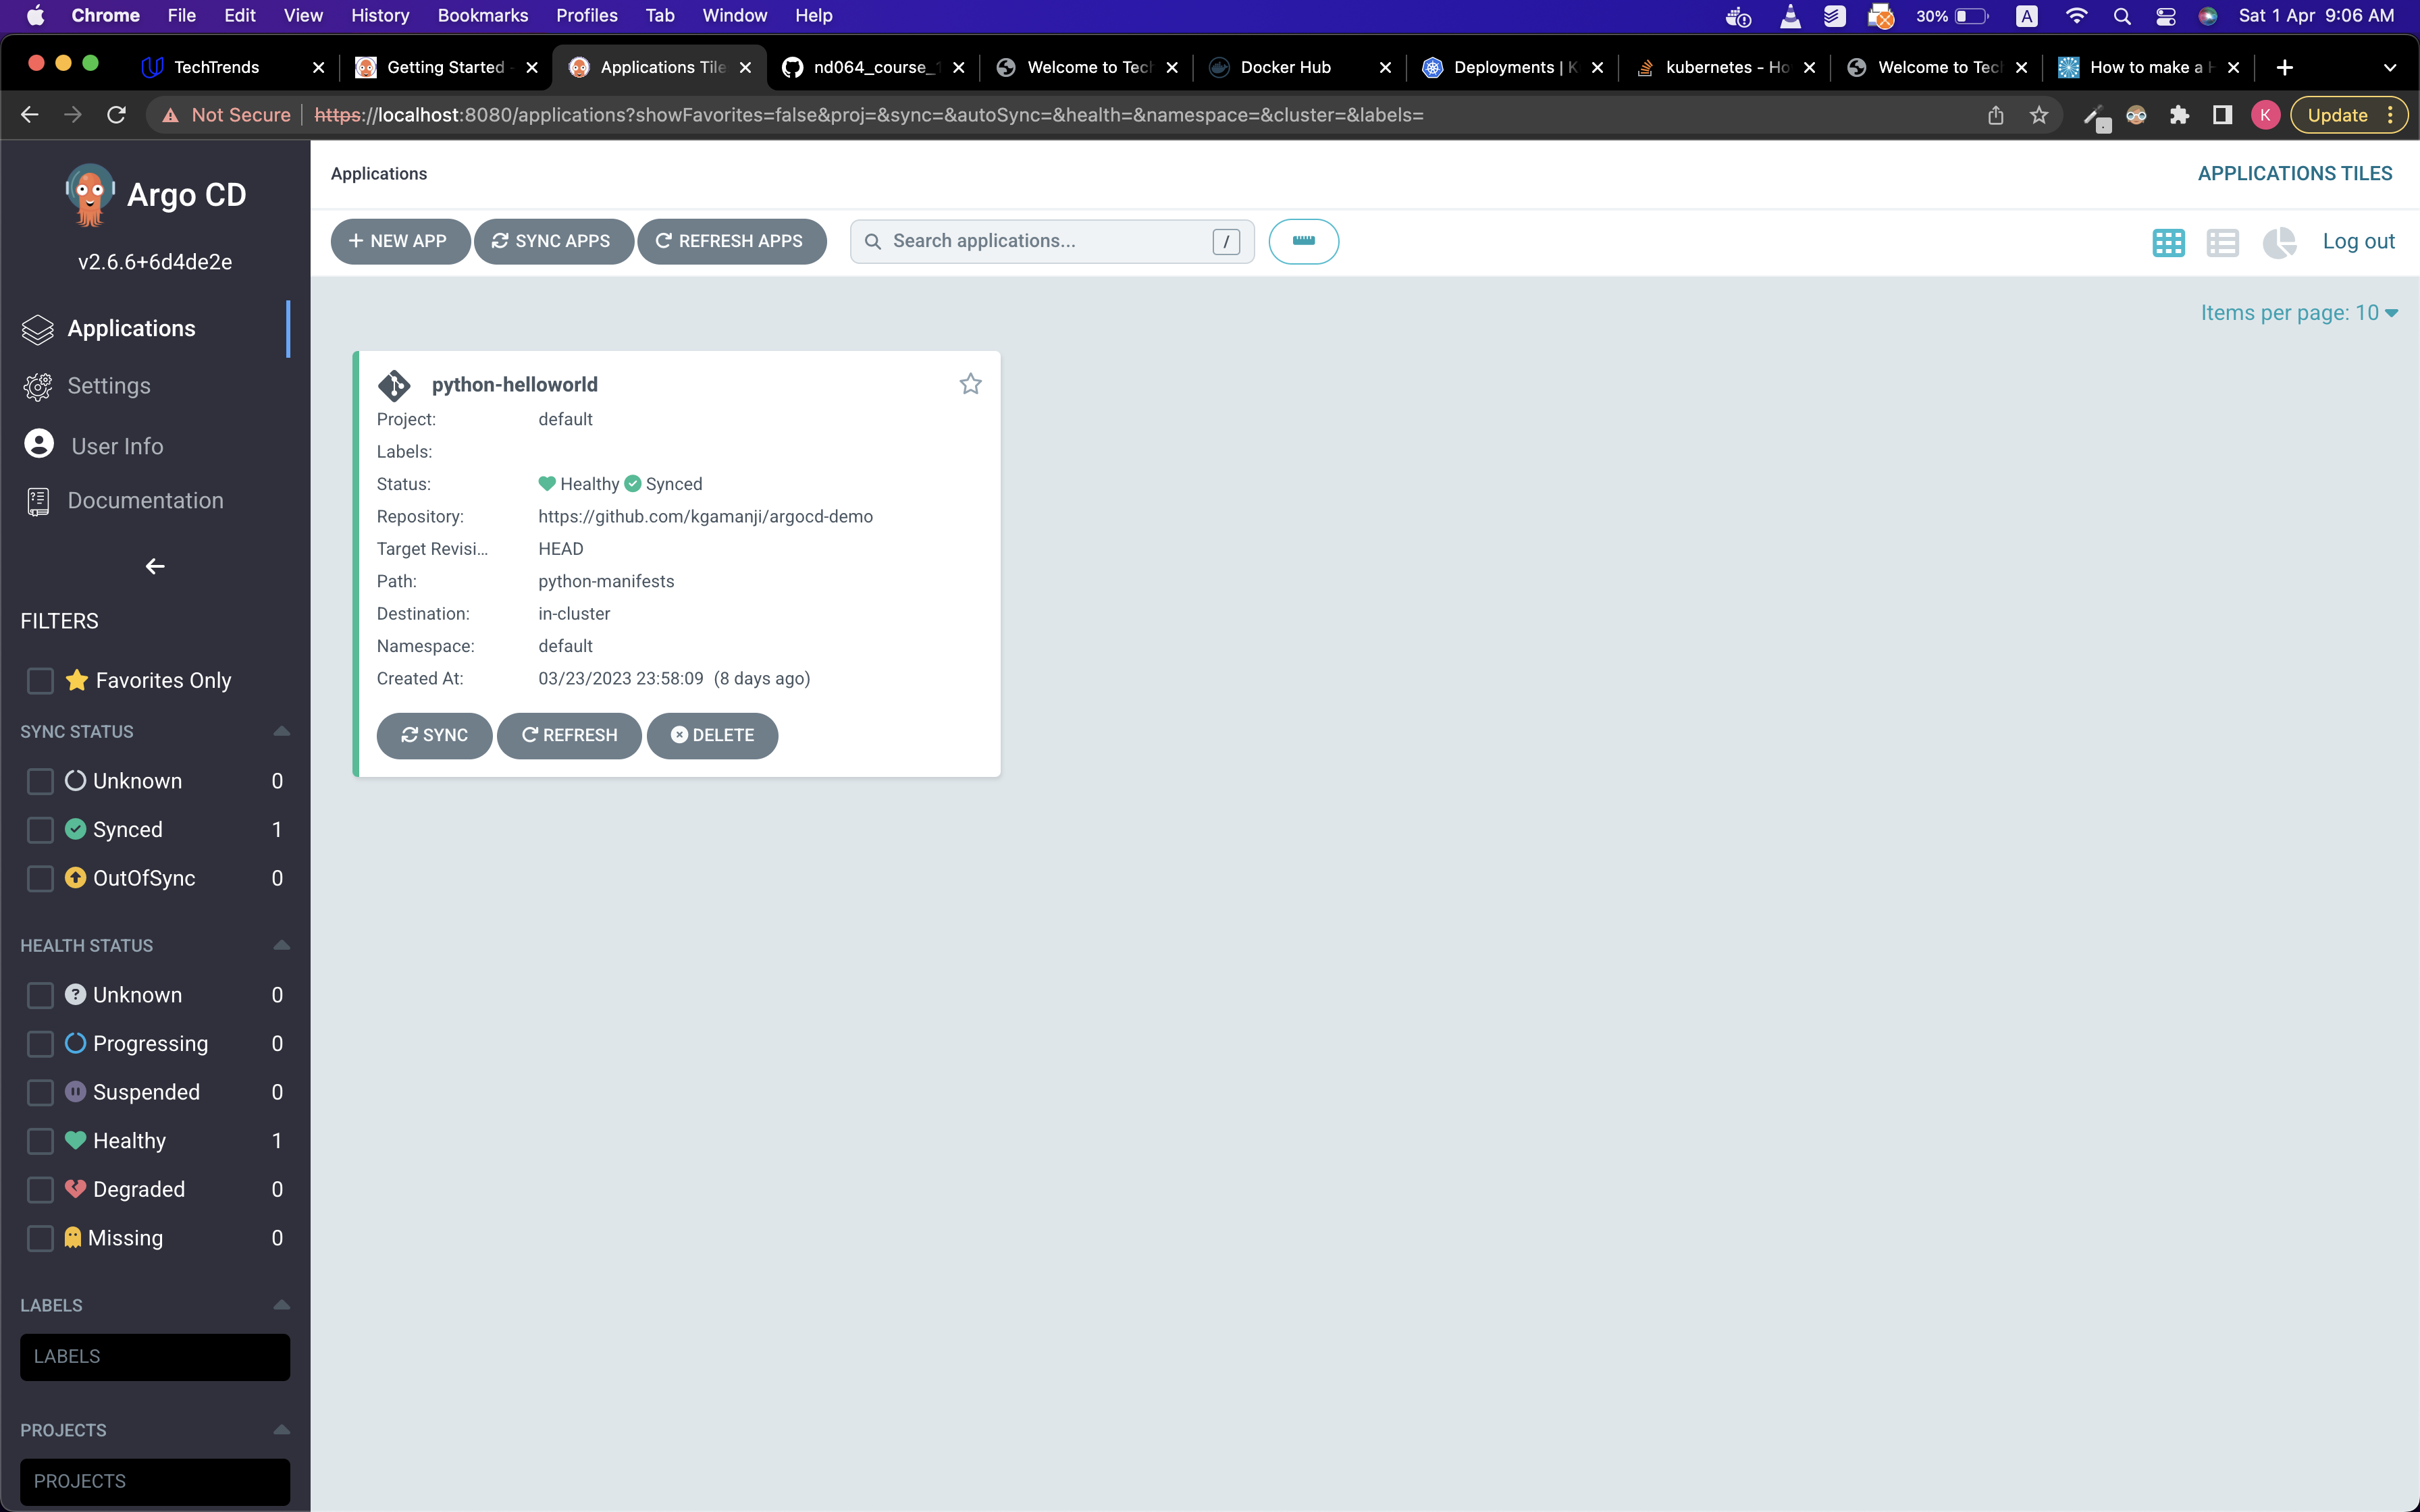 Chrome File Edit View History Bookmarks Profiles Tab Window Help 30% A Sat 1 Apr 9:06 AM
TechTrends Getting Started - Applications Tile nd064_course_1 Welcome to Tech Docker Hub Deployments | K kubernetes - Ho Welcome to Tec How to make a H
Not Secure https://localhost:8080/applications?showFavorites=false&proj=&sync=&autoSync=&health=&namespace=&cluster=&labels= K Update
Argo CD
v2.6.6+6d4de2e
Applications
Settings
User Info
Documentation
FILTERS
Favorites Only
SYNC STATUS
Unknown 0
Synced 1
OutOfSync 0
HEALTH STATUS
Unknown 0
Progressing 0
Suspended 0
Healthy 1
Degraded 0
Missing 0
LABELS
LABELS
PROJECTS
PROJECTS
Applications APPLICATIONS TILES
+ NEW APP SYNC APPS REFRESH APPS Search applications... / Log out
Items per page: 10
python-helloworld
Project: default
Labels:
Status: Healthy Synced
Repository: https://github.com/kgamanji/argocd-demo
Target Revisi... HEAD
Path: python-manifests
Destination: in-cluster
Namespace: default
Created At: 03/23/2023 23:58:09 (8 days ago)
SYNC REFRESH DELETE